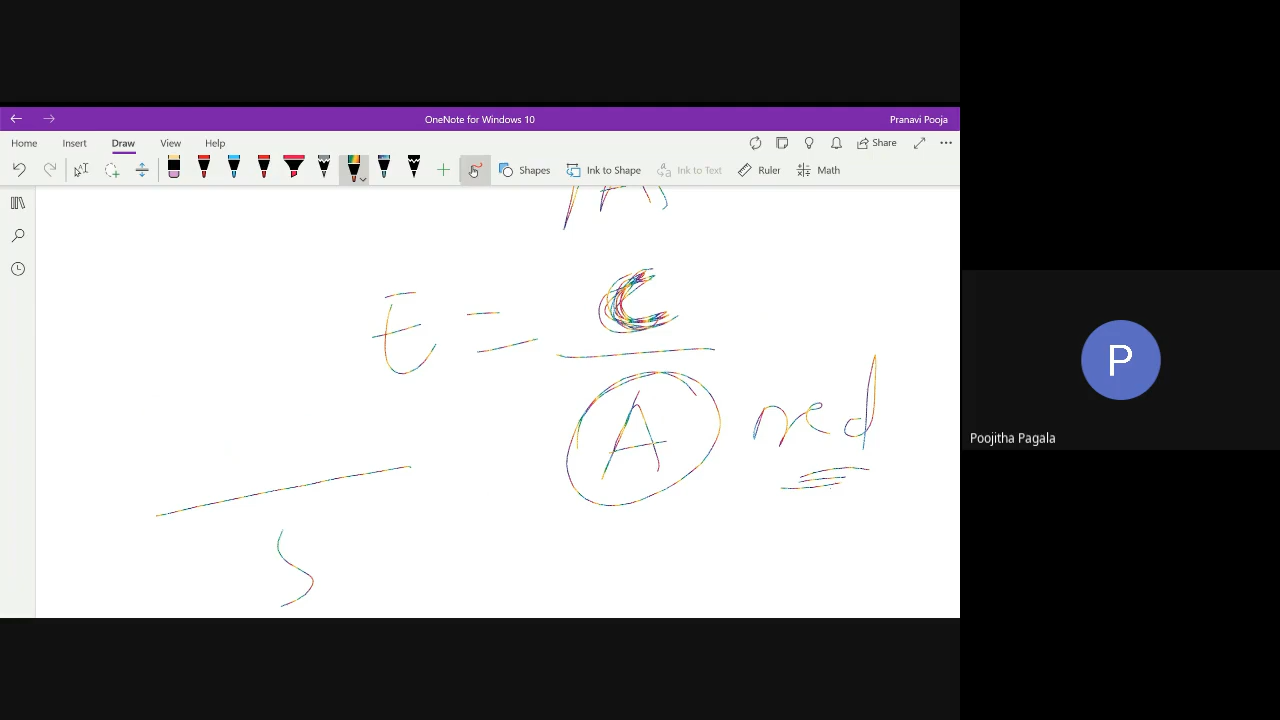 OneNote for Windows 10
Pranavi Pooja
Home Insert Draw View Help
Share
Shapes Ink to Shape Ink to Text Ruler Math
A
E = C
A
ned
S
P
Poojitha Pagala